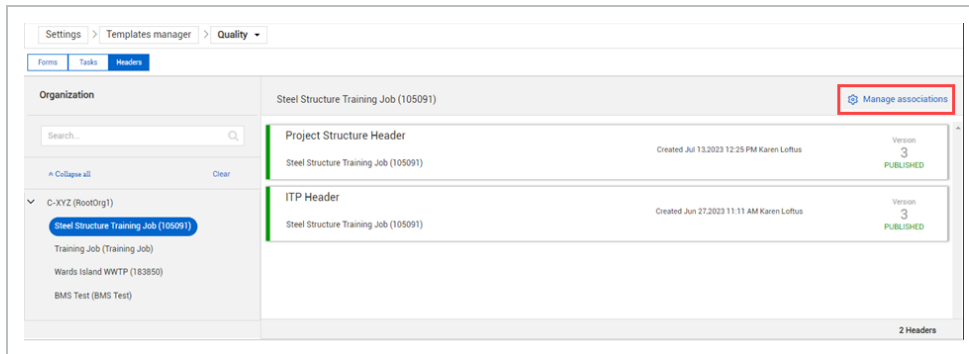 Settings > Templates manager > Quality
Forms Tasks Headers
Organization
Steel Structure Training Job (105091)
Manage associations
Search...
Collapse all Clear
C-XYZ (RootOrg1)
Steel Structure Training Job (105091)
Training Job (Training Job)
Wards Island WWTP (183850)
BMS Test (BMS Test)
Project Structure Header
Steel Structure Training Job (105091)
Created Jul 13,2023 12:25 PM Karen Loftus
Version
3
PUBLISHED
ITP Header
Steel Structure Training Job (105091)
Created Jun 27,2023 11:11 AM Karen Loftus
Version
3
PUBLISHED
2 Headers